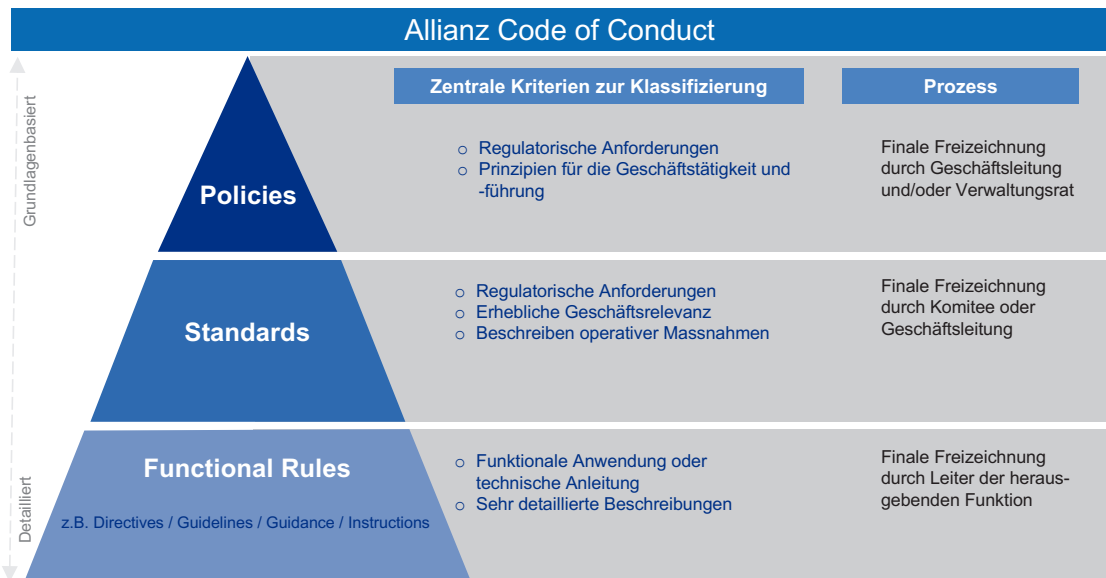 Allianz Code of Conduct
Grundlagenbasiert
Detailliert
Zentrale Kriterien zur Klassifizierung
Prozess
Policies
o Regulatorische Anforderungen
o Prinzipien für die Geschäftstätigkeit und
-führung
Finale Freizeichnung
durch Geschäftsleitung
und/oder Verwaltungsrat
Standards
o Regulatorische Anforderungen
o Erhebliche Geschäftsrelevanz
o Beschreiben operativer Massnahmen
Finale Freizeichnung
durch Komitee oder
Geschäftsleitung
Functional Rules
z.B. Directives / Guidelines / Guidance / Instructions
o Funktionale Anwendung oder
technische Anleitung
o Sehr detaillierte Beschreibungen
Finale Freizeichnung
durch Leiter der heraus-
gebenden Funktion